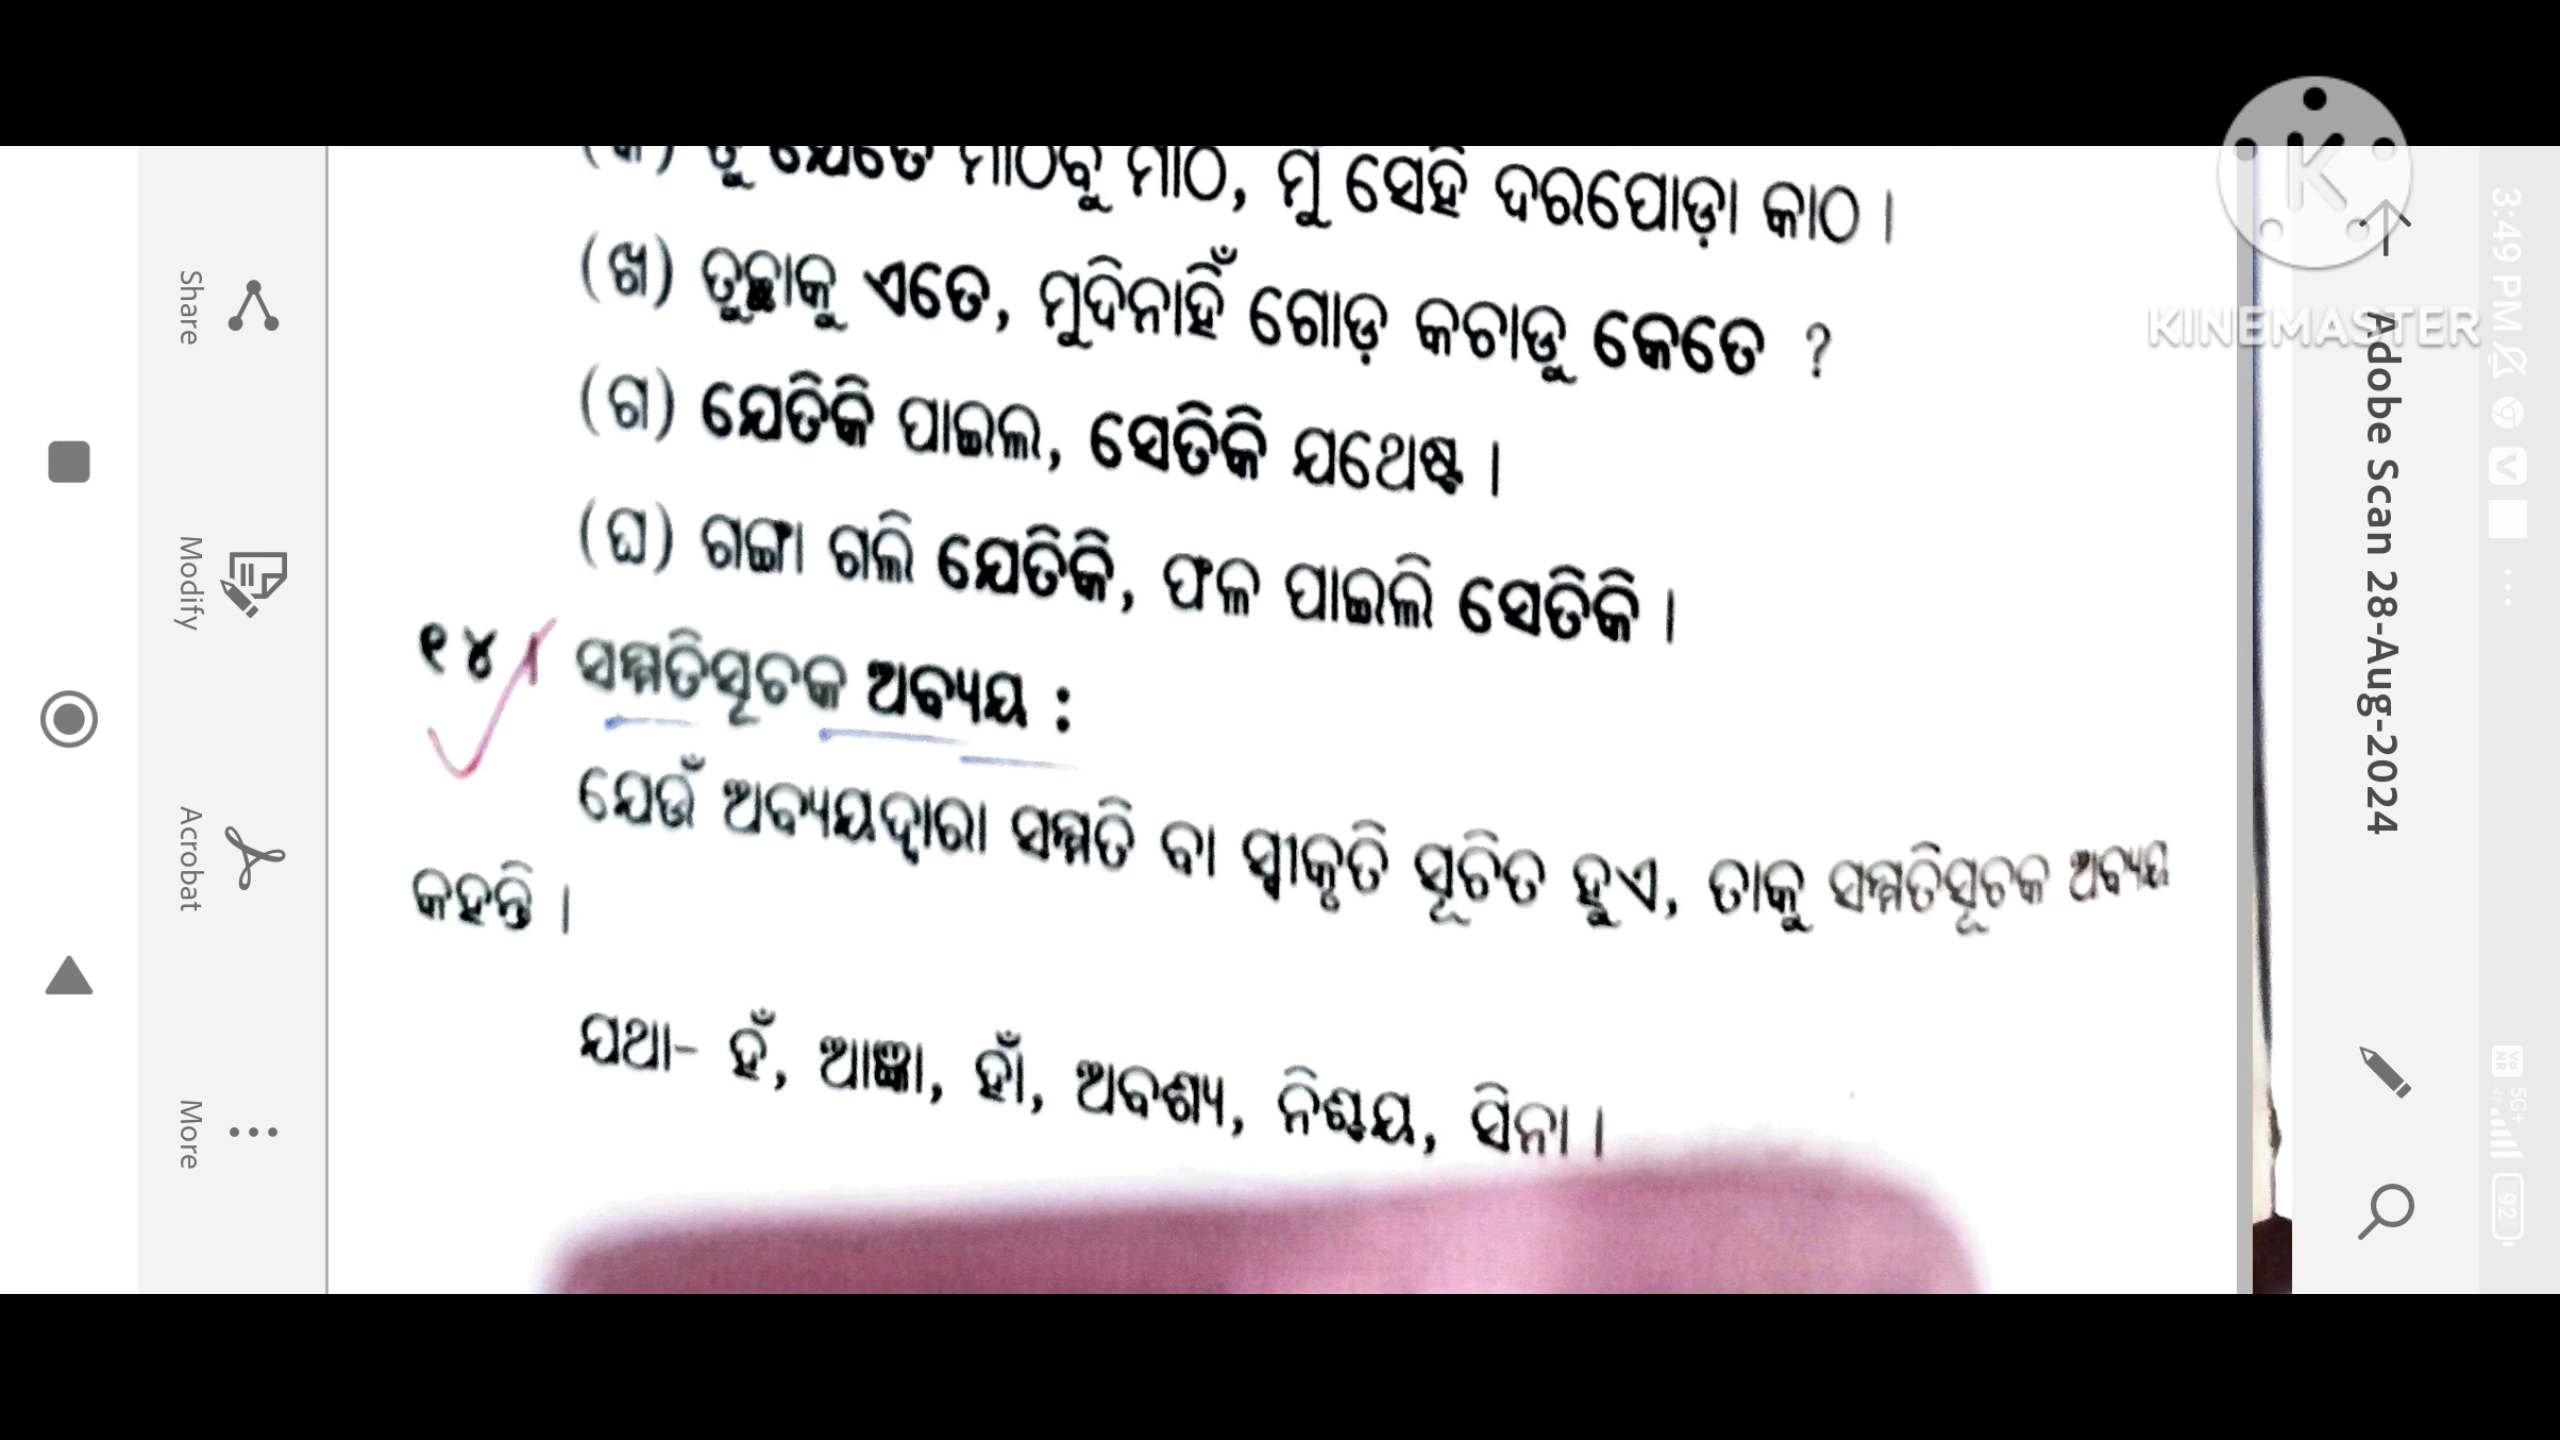 (କ) ତୁ ଯେତେ ମାଠିବୁ ମାଠ, ମୁଁ ସେହି ଦରପୋଡ଼ା କାଠ ।
(ଖ) ତୁଚ୍ଛାକୁ ଏତେ, ମୁଦିନାହିଁ ଗୋଡ଼ କଚାଡୁ କେତେ ?
(ଗ) ଯେତିକି ପାଇଲ, ସେତିକି ଯଥେଷ୍ଟ ।
(ଘ) ଗଙ୍ଗା ଗଲି ଯେତିକି, ଫଳ ପାଇଲି ସେତିକି ।
୧୪ । ସମ୍ମତିସୂଚକ ଅବ୍ୟୟ :
ଯେଉଁ ଅବ୍ୟୟଦ୍ୱାରା ସମ୍ମତି ବା ସ୍ୱୀକୃତି ସୂଚିତ ହୁଏ, ତାକୁ ସମ୍ମତିସୂଚକ ଅବ୍ୟୟ
କହନ୍ତି ।
ଯଥା- ହଁ, ଆଜ୍ଞା, ହାଁ, ଅବଶ୍ୟ, ନିଶ୍ଚୟ, ସିନା ।
Share
Modify
Acrobat
More
Adobe Scan 28-Aug-2024
3:49 PM
5G+
92
K
KINEMASTER